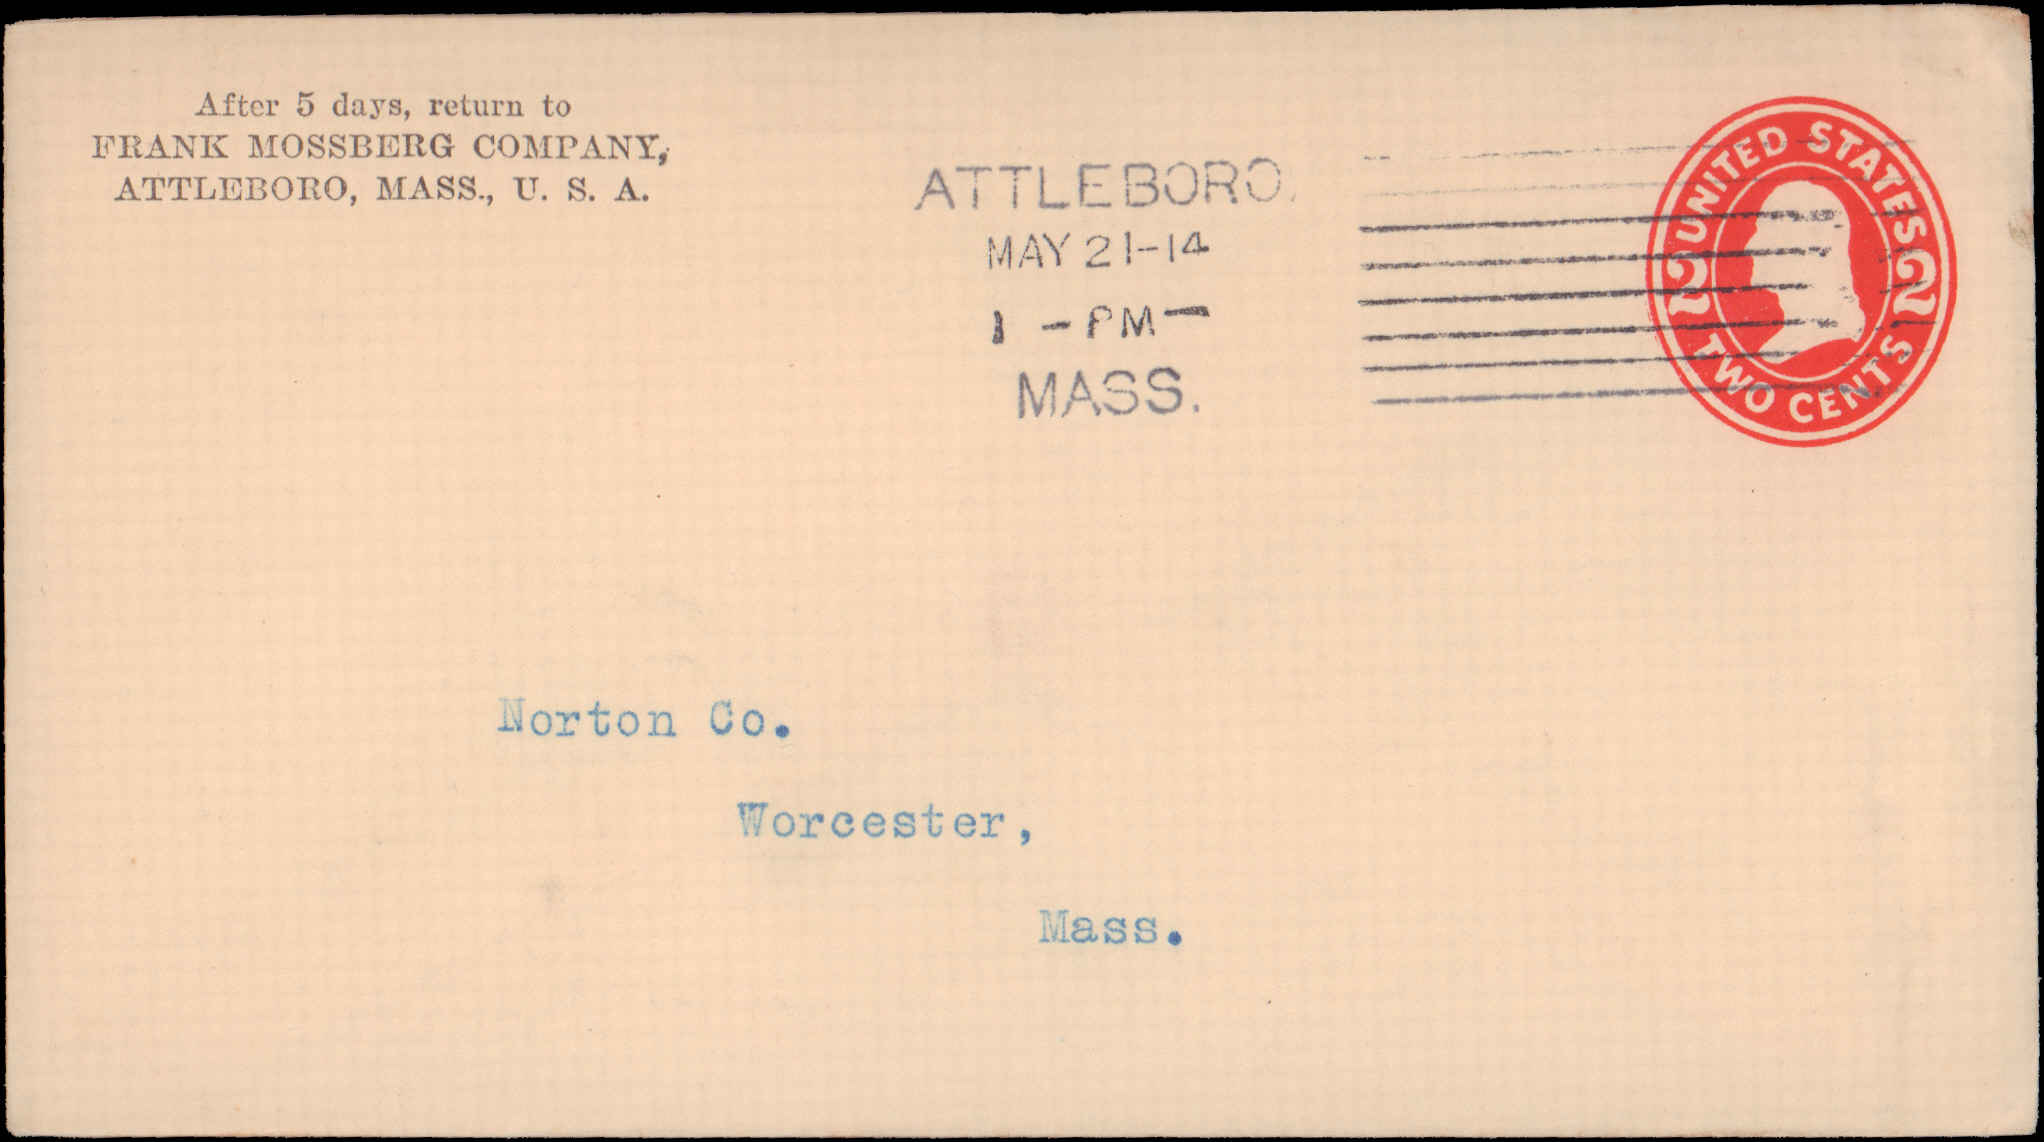 After 5 days, return to
FRANK MOSSBERG COMPANY,
ATTLEBORO, MASS., U. S. A.
ATTLEBORO.
MAY 21-14
1 - PM -
MASS.
UNITED STATES
2 2
TWO CENTS
Norton Co.
Worcester,
Mass.